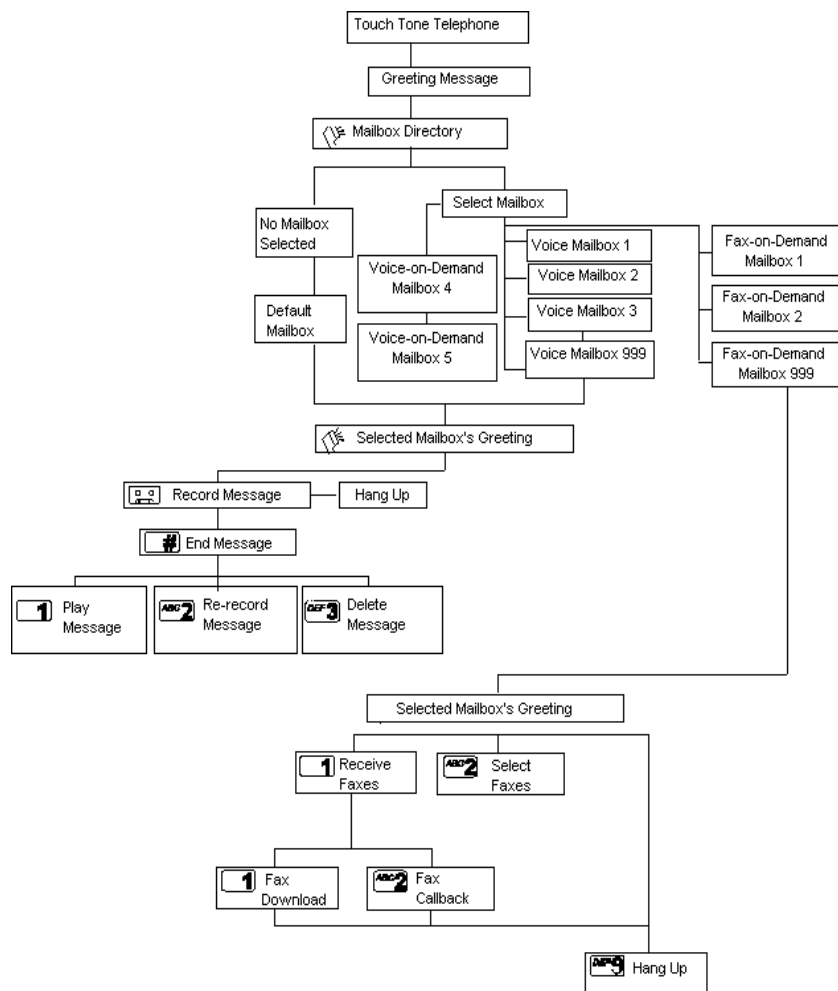 Touch Tone Telephone
Greeting Message
Mailbox Directory
Select Mailbox
No Mailbox
Selected
Voice Mailbox 1
Fax-on-Demand
Mailbox 1
Voice-on-Demand
Mailbox 4
Voice Mailbox 2
Fax-on-Demand
Mailbox 2
Default
Mailbox
Voice Mailbox 3
Voice-on-Demand
Mailbox 5
Voice Mailbox 999
Fax-on-Demand
Mailbox 999
Selected Mailbox's Greeting
Record Message
Hang Up
# End Message
1 Play
Message
ABC 2 Re-record
Message
DEF 3 Delete
Message
Selected Mailbox's Greeting
1 Receive
Faxes
ABC 2 Select
Faxes
1 Fax
Download
ABC 2 Fax
Callback
9 Hang Up